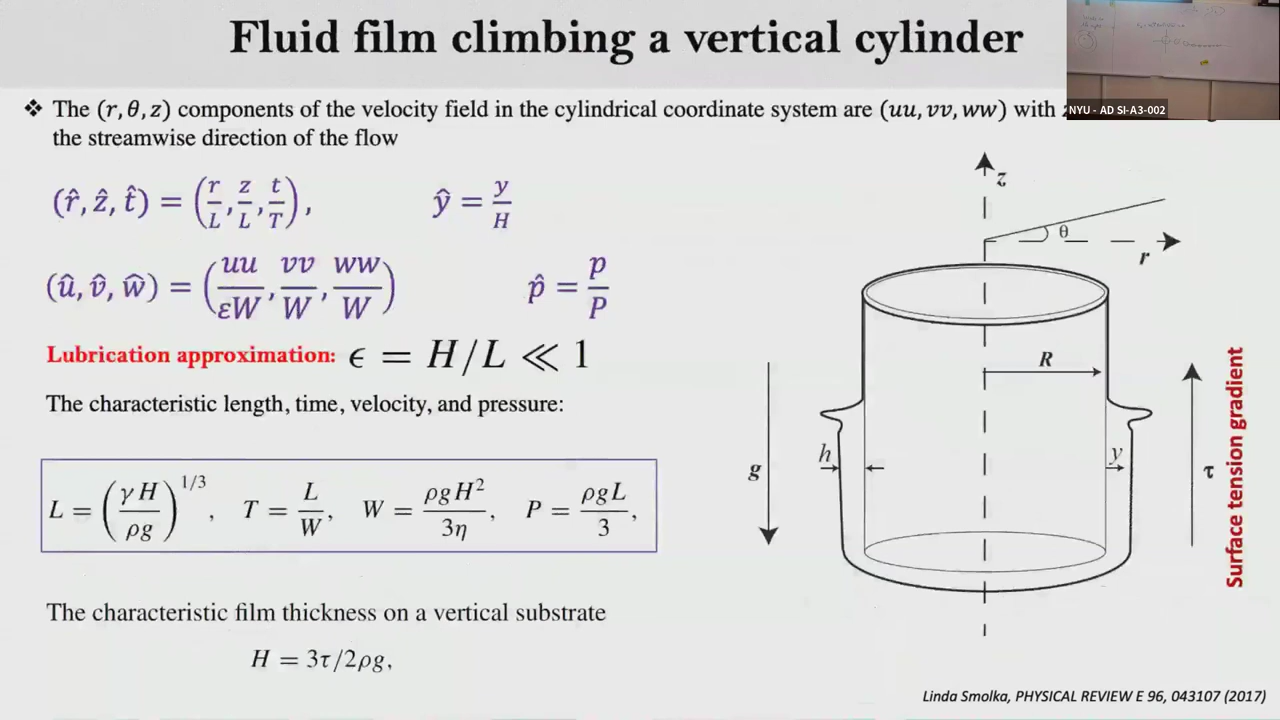 Fluid film climbing a vertical cylinder
NYU - AD SI-A3-002
❖ The (r, θ, z) components of the velocity field in the cylindrical coordinate system are (uu, vv, ww) with
the streamwise direction of the flow
(r̂, ẑ, t̂) = (r/L, z/L, t/T), ŷ = y/H
(û, v̂, ŵ) = (uu/εW, vv/W, ww/W) p̂ = p/P
Lubrication approximation: ϵ = H/L ≪ 1
The characteristic length, time, velocity, and pressure:
L = (γH/ρg)^1/3, T = L/W, W = ρgH²/3η, P = ρgL/3,
The characteristic film thickness on a vertical substrate
H = 3τ/2ρg,
z
θ
r
R
h
y
g
τ
Surface tension gradient
Linda Smolka, PHYSICAL REVIEW E 96, 043107 (2017)